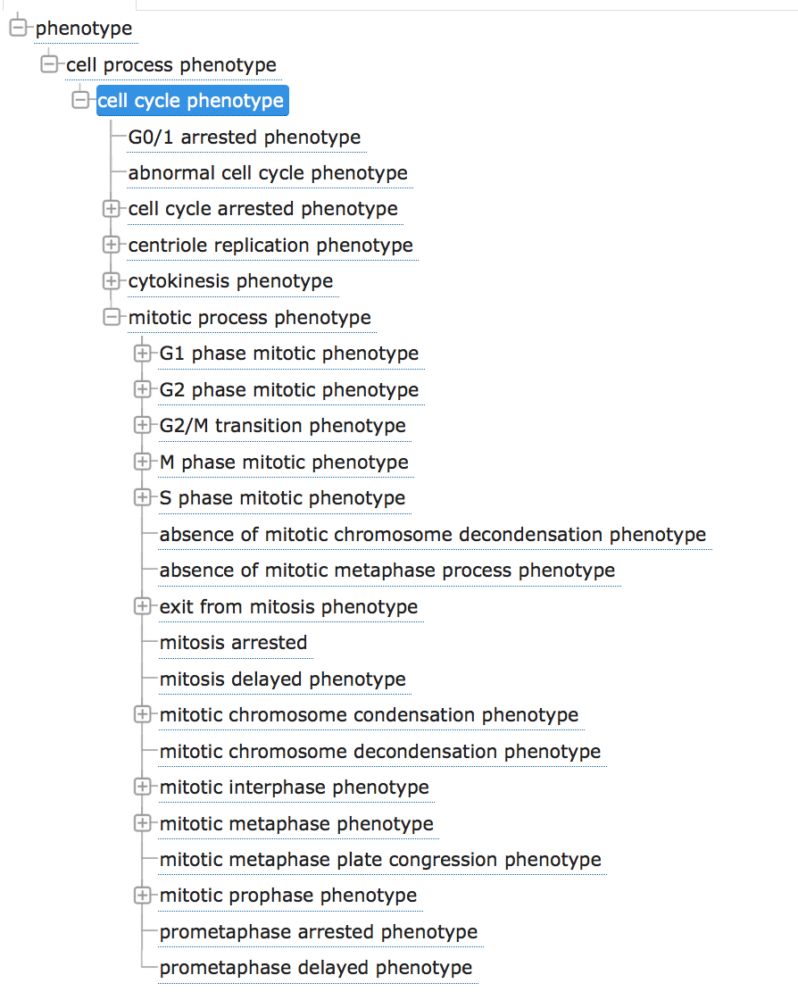 phenotype
cell process phenotype
cell cycle phenotype
G0/1 arrested phenotype
abnormal cell cycle phenotype
cell cycle arrested phenotype
centriole replication phenotype
cytokinesis phenotype
mitotic process phenotype
G1 phase mitotic phenotype
G2 phase mitotic phenotype
G2/M transition phenotype
M phase mitotic phenotype
S phase mitotic phenotype
absence of mitotic chromosome decondensation phenotype
absence of mitotic metaphase process phenotype
exit from mitosis phenotype
mitosis arrested
mitosis delayed phenotype
mitotic chromosome condensation phenotype
mitotic chromosome decondensation phenotype
mitotic interphase phenotype
mitotic metaphase phenotype
mitotic metaphase plate congression phenotype
mitotic prophase phenotype
prometaphase arrested phenotype
prometaphase delayed phenotype